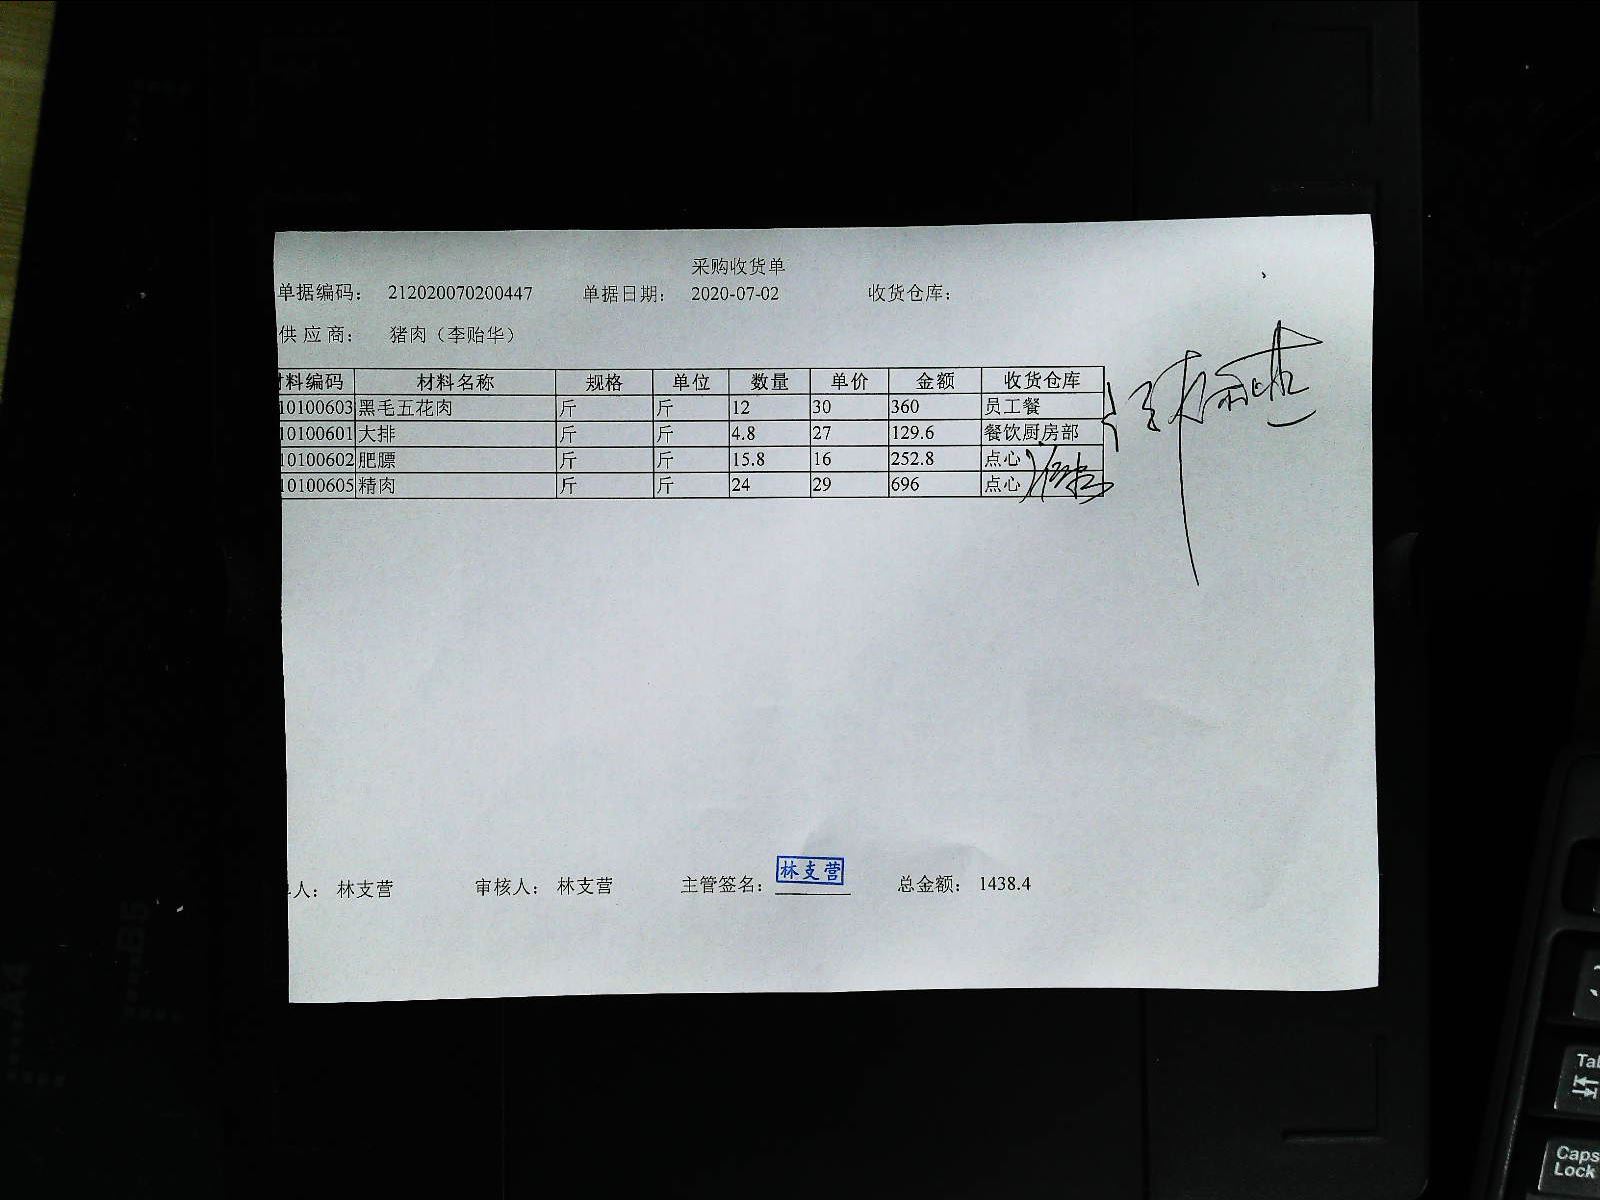 采购收货单
单据编码： 212020070200447 单据日期： 2020-07-02 收货仓库：
供 应 商： 猪肉（李贻华）
材料编码 材料名称 规格 单位 数量 单价 金额 收货仓库
10100603 黑毛五花肉 斤 斤 12 30 360 员工餐
10100601 大排 斤 斤 4.8 27 129.6 餐饮厨房部
10100602 肥膘 斤 斤 15.8 16 252.8 点心
10100605 精肉 斤 斤 24 29 696 点心
人： 林支营 审核人： 林支营 主管签名： 林支营 总金额： 1438.4
B5
A4
Tab
Caps
Lock